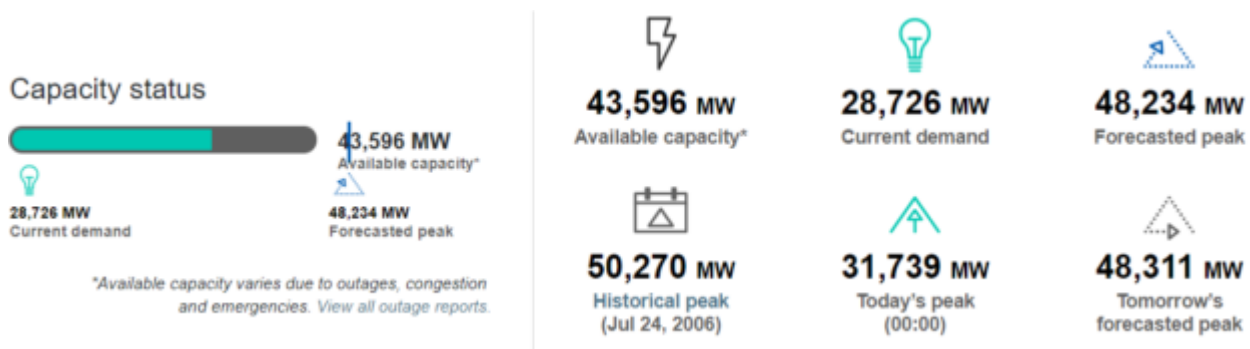 Capacity status
43,596 MW
Available capacity*
28,726 MW
Current demand
48,234 MW
Forecasted peak
*Available capacity varies due to outages, congestion
and emergencies. View all outage reports.
43,596 MW
Available capacity*
28,726 MW
Current demand
48,234 MW
Forecasted peak
50,270 MW
Historical peak
(Jul 24, 2006)
31,739 MW
Today's peak
(00:00)
48,311 MW
Tomorrow's
forecasted peak